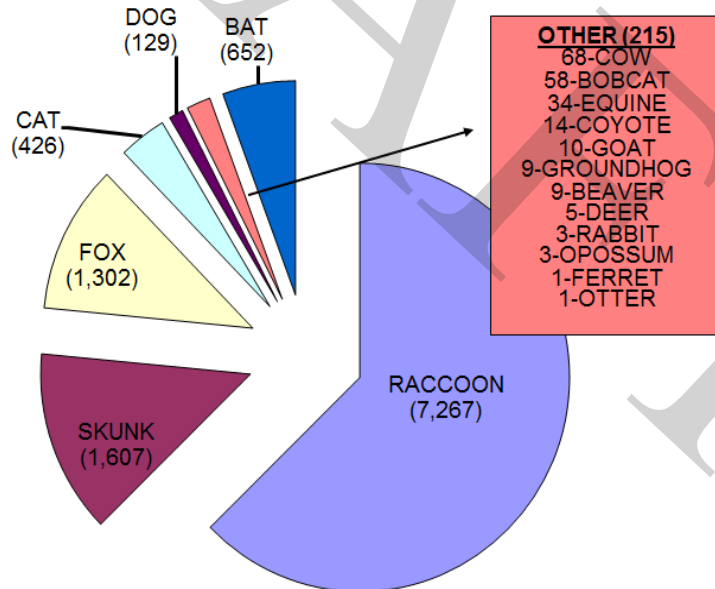 DOG
(129)
BAT
(652)
CAT
(426)
FOX
(1,302)
SKUNK
(1,607)
RACCOON
(7,267)
OTHER (215)
68-COW
58-BOBCAT
34-EQUINE
14-COYOTE
10-GOAT
9-GROUNDHOG
9-BEAVER
5-DEER
3-RABBIT
3-OPOSSUM
1-FERRET
1-OTTER